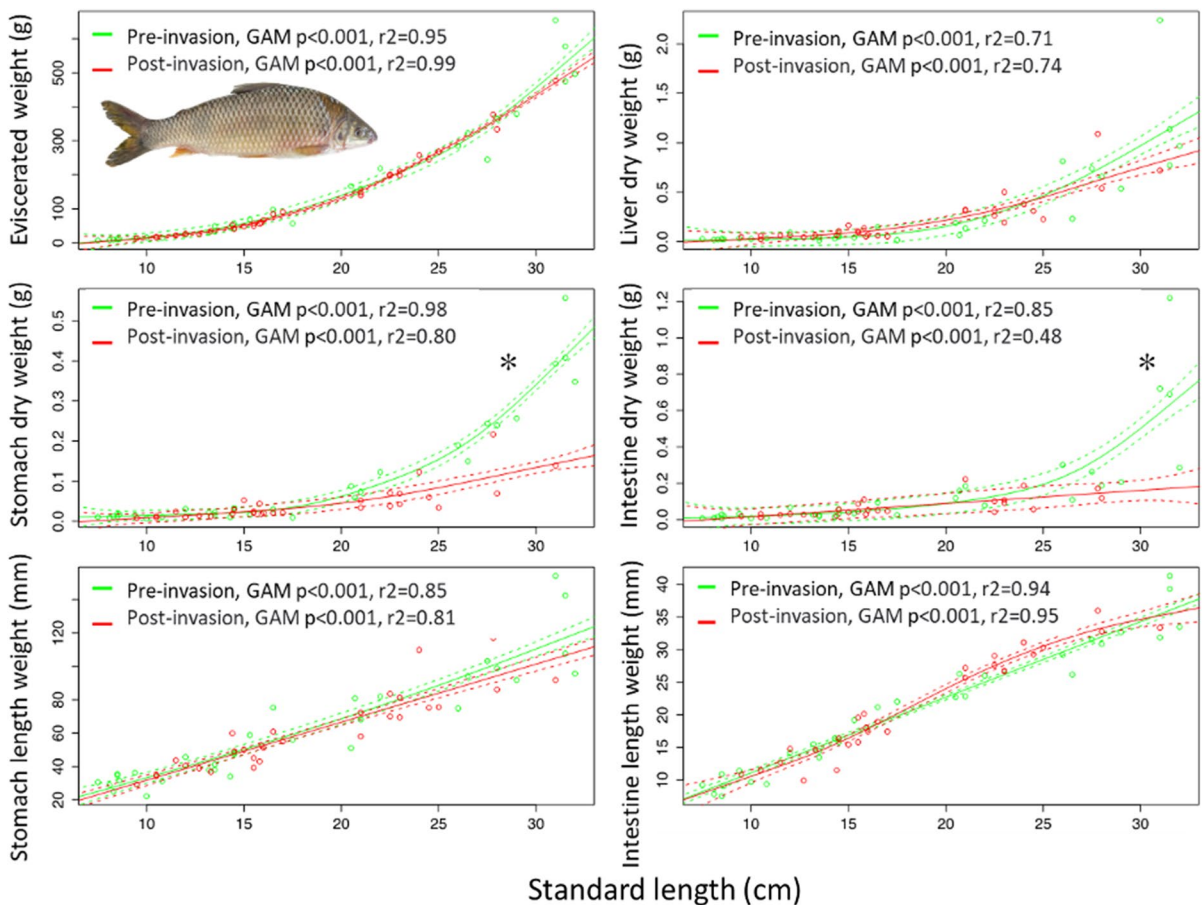 Eviscerated weight (g)
Pre-invasion, GAM p<0.001, r2=0.95
Post-invasion, GAM p<0.001, r2=0.99
0 100 300 500
10 15 20 25 30
Liver dry weight (g)
Pre-invasion, GAM p<0.001, r2=0.71
Post-invasion, GAM p<0.001, r2=0.74
0.0 0.5 1.0 1.5 2.0
10 15 20 25 30
Stomach dry weight (g)
Pre-invasion, GAM p<0.001, r2=0.98
Post-invasion, GAM p<0.001, r2=0.80
*
0.0 0.1 0.2 0.3 0.4 0.5
10 15 20 25 30
Intestine dry weight (g)
Pre-invasion, GAM p<0.001, r2=0.85
Post-invasion, GAM p<0.001, r2=0.48
*
0.0 0.2 0.4 0.6 0.8 1.0 1.2
10 15 20 25 30
Stomach length weight (mm)
Pre-invasion, GAM p<0.001, r2=0.85
Post-invasion, GAM p<0.001, r2=0.81
20 40 60 80 120
10 15 20 25 30
Intestine length weight (mm)
Pre-invasion, GAM p<0.001, r2=0.94
Post-invasion, GAM p<0.001, r2=0.95
10 15 20 25 30 35 40
10 15 20 25 30
Standard length (cm)